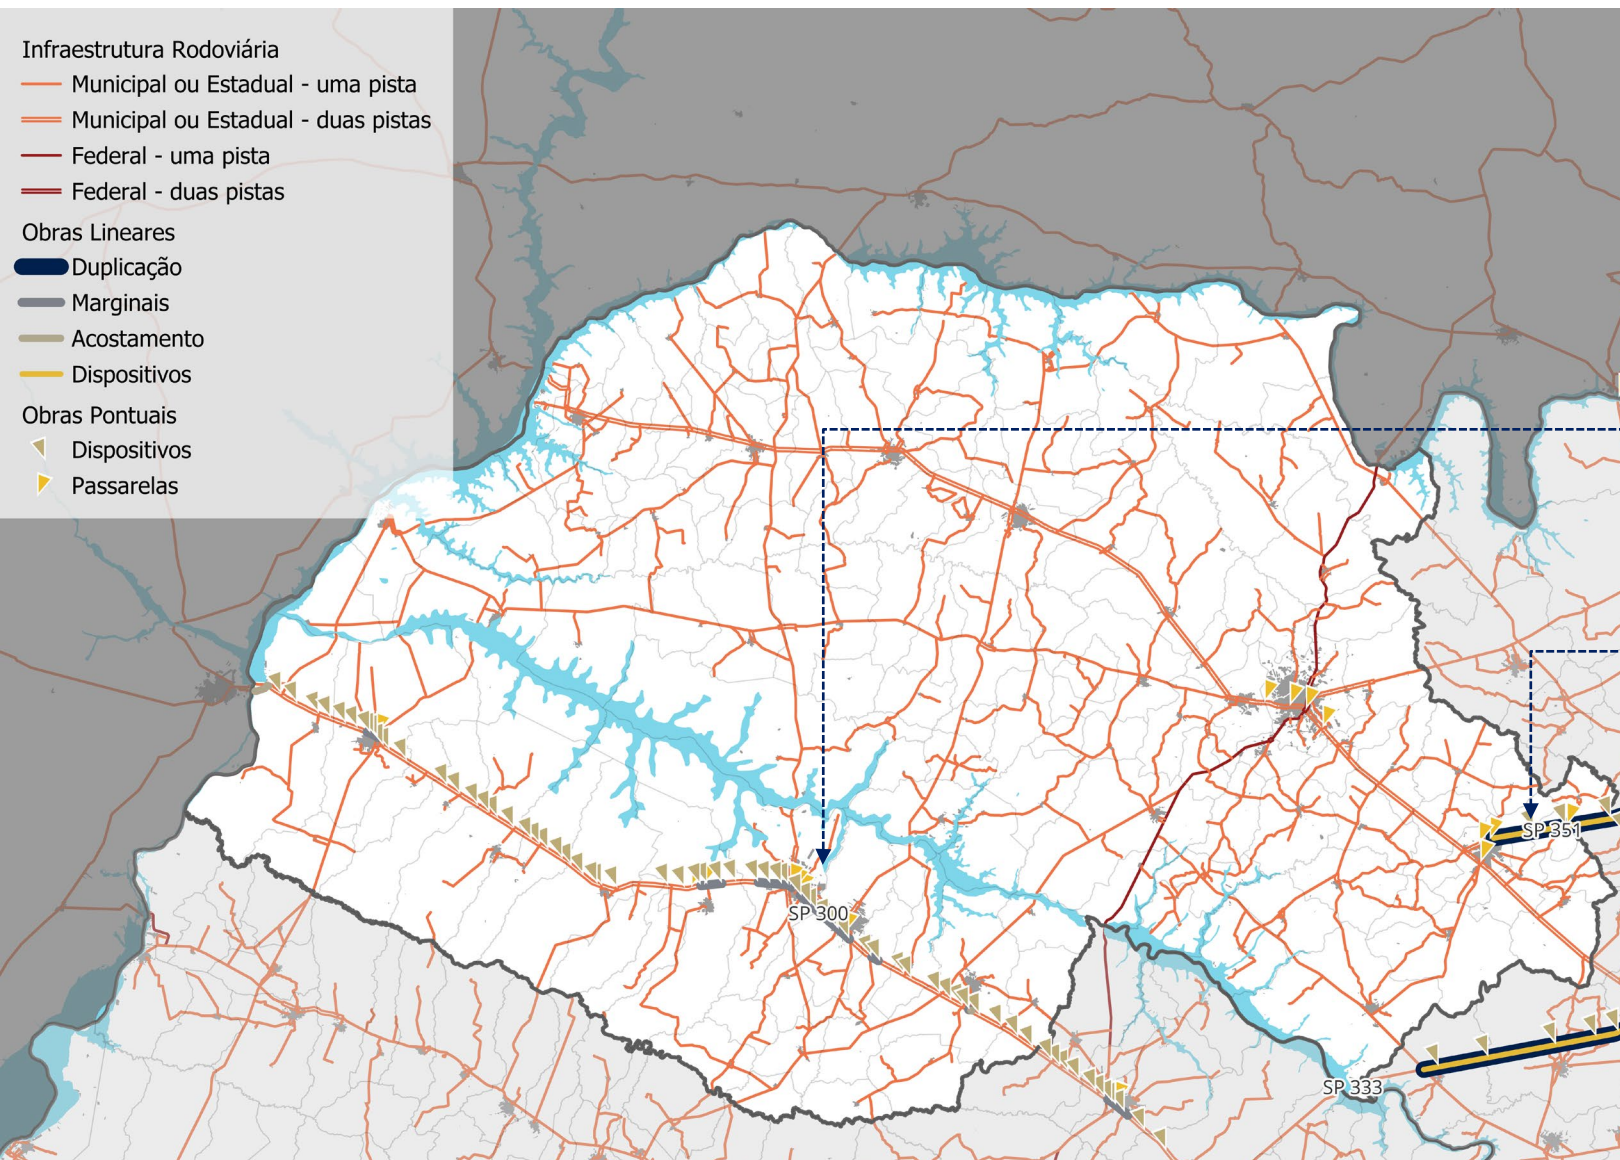 Infraestrutura Rodoviária
Municipal ou Estadual - uma pista
Municipal ou Estadual - duas pistas
Federal - uma pista
Federal - duas pistas
Obras Lineares
Duplicação
Marginais
Acostamento
Dispositivos
Obras Pontuais
Dispositivos
Passarelas
SP 351
SP 300
SP 333